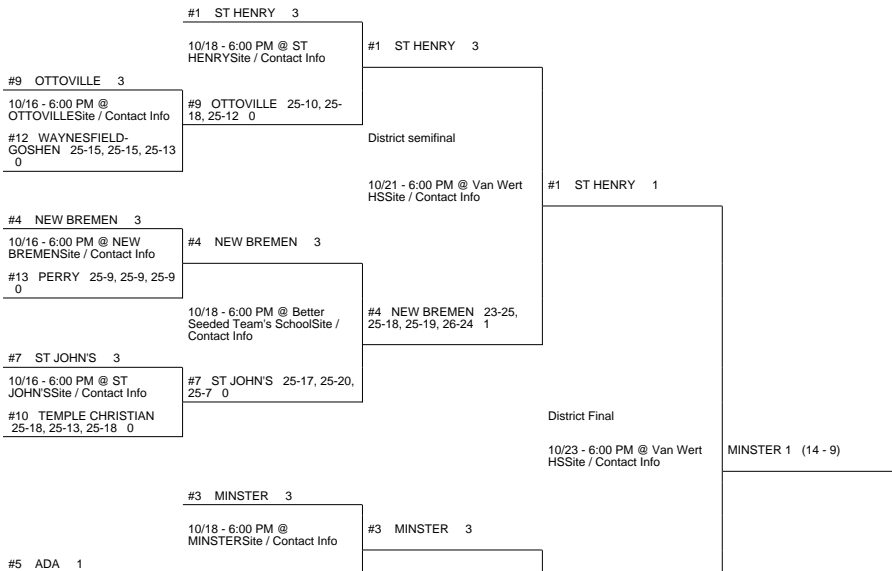 #1 ST HENRY 3
10/18 - 6:00 PM @ ST
HENRYSite / Contact Info
#1 ST HENRY 3
#9 OTTOVILLE 3
10/16 - 6:00 PM @
OTTOVILLESite / Contact Info
#9 OTTOVILLE 25-10, 25-
18, 25-12 0
#12 WAYNESFIELD-
GOSHEN 25-15, 25-15, 25-13
0
District semifinal
10/21 - 6:00 PM @ Van Wert
HSSite / Contact Info
#1 ST HENRY 1
#4 NEW BREMEN 3
10/16 - 6:00 PM @ NEW
BREMENSite / Contact Info
#4 NEW BREMEN 3
#13 PERRY 25-9, 25-9, 25-9
0
10/18 - 6:00 PM @ Better
Seeded Team's SchoolSite /
Contact Info
#4 NEW BREMEN 23-25,
25-18, 25-19, 26-24 1
#7 ST JOHN'S 3
10/16 - 6:00 PM @ ST
JOHN'SSite / Contact Info
#7 ST JOHN'S 25-17, 25-20,
25-7 0
#10 TEMPLE CHRISTIAN
25-18, 25-13, 25-18 0
District Final
10/23 - 6:00 PM @ Van Wert
HSSite / Contact Info
MINSTER 1 (14 - 9)
#3 MINSTER 3
10/18 - 6:00 PM @
MINSTERSite / Contact Info
#3 MINSTER 3
#5 ADA 1